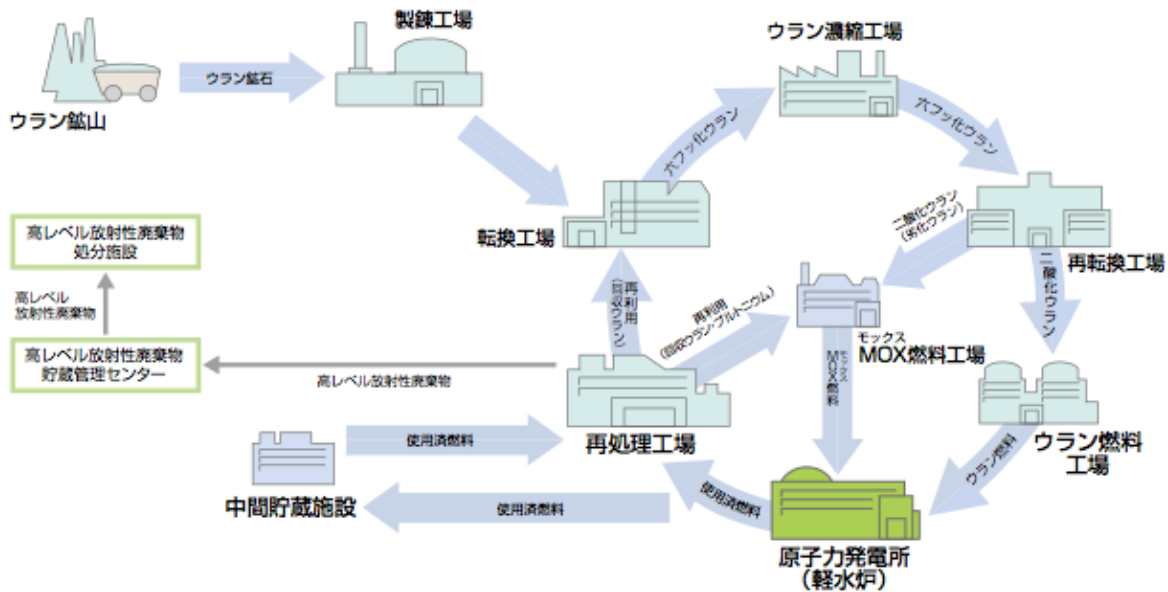 製錬工場
ウラン濃縮工場
ウラン鉱石
ウラン鉱山
六フッ化ウラン
六フッ化ウラン
転換工場
二酸化ウラン
(劣化ウラン)
再転換工場
二酸化ウラン
高レベル放射性廃棄物
処分施設
高レベル
放射性廃棄物
高レベル放射性廃棄物
貯蔵管理センター
高レベル放射性廃棄物
再利用
(回収ウラン)
再利用
(回収ウラン・プルトニウム)
モックス
MOX燃料工場
モックス
MOX燃料
ウラン燃料
工場
ウラン燃料
再処理工場
使用済燃料
中間貯蔵施設
使用済燃料
使用済燃料
原子力発電所
(軽水炉)